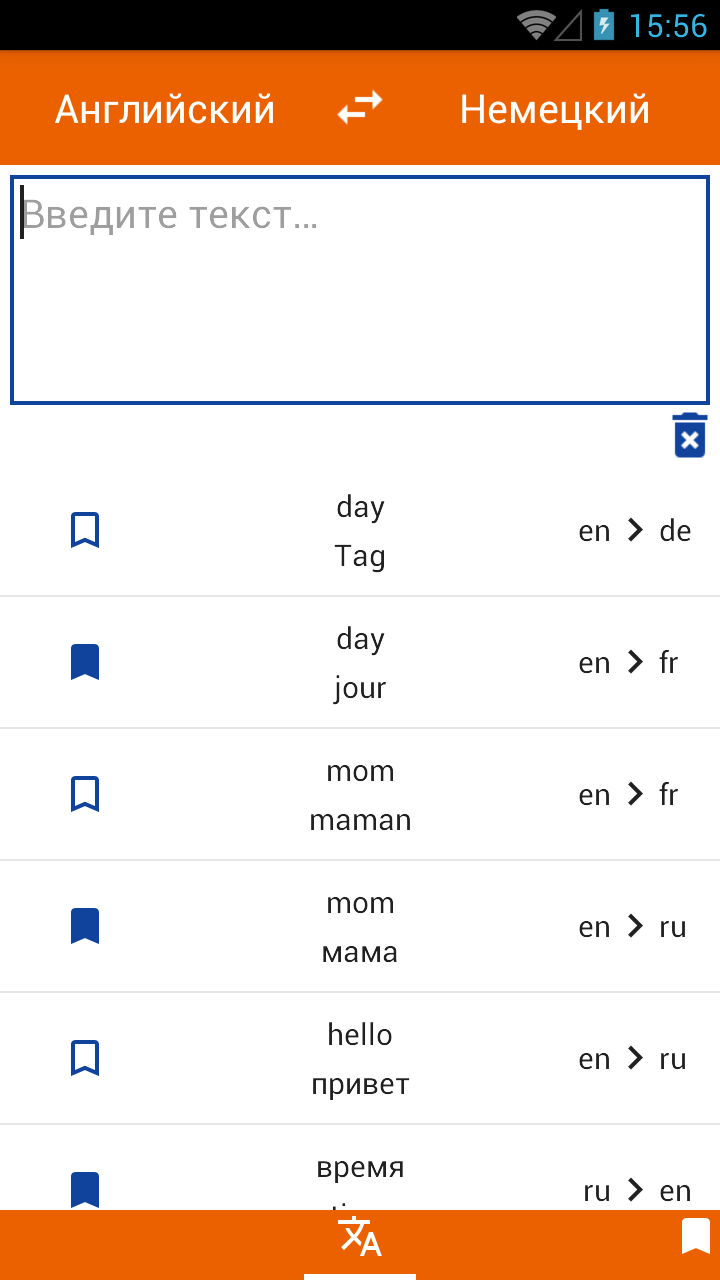 15:56
Английский Немецкий
Введите текст...
day
Tag
en > de
day
jour
en > fr
mom
maman
en > fr
mom
мама
en > ru
hello
привет
en > ru
время
ru > en